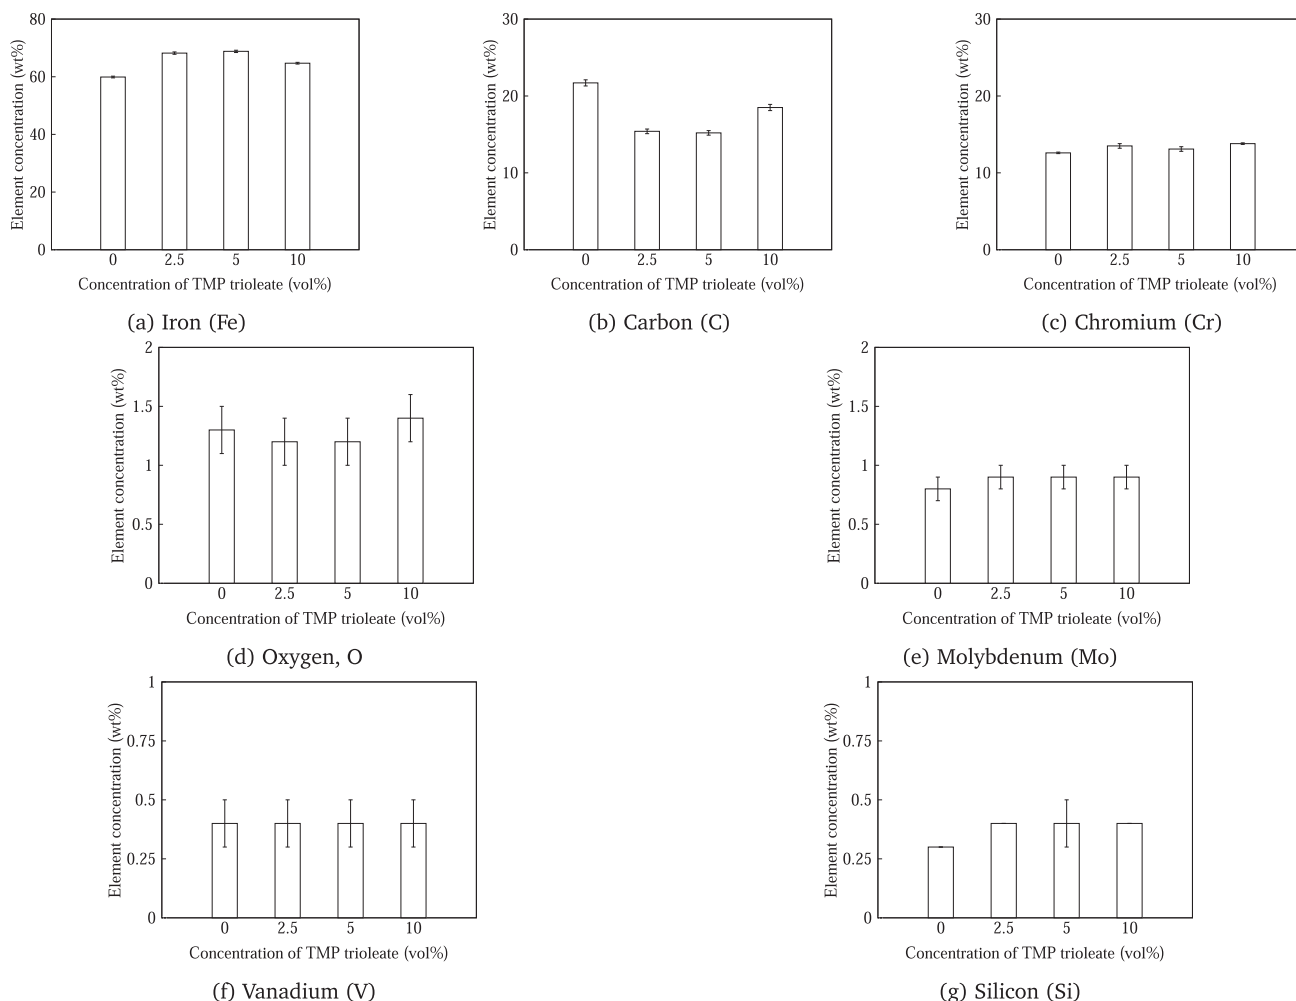 80
60
40
20
0
Element concentration (wt%)
0 2.5 5 10
Concentration of TMP trioleate (vol%)
(a) Iron (Fe)
30
20
10
0
Element concentration (wt%)
0 2.5 5 10
Concentration of TMP trioleate (vol%)
(b) Carbon (C)
30
20
10
0
Element concentration (wt%)
0 2.5 5 10
Concentration of TMP trioleate (vol%)
(c) Chromium (Cr)
2
1.5
1
0.5
0
Element concentration (wt%)
0 2.5 5 10
Concentration of TMP trioleate (vol%)
(d) Oxygen, O
2
1.5
1
0.5
0
Element concentration (wt%)
0 2.5 5 10
Concentration of TMP trioleate (vol%)
(e) Molybdenum (Mo)
1
0.75
0.5
0.25
0
Element concentration (wt%)
0 2.5 5 10
Concentration of TMP trioleate (vol%)
(f) Vanadium (V)
1
0.75
0.5
0.25
0
Element concentration (wt%)
0 2.5 5 10
Concentration of TMP trioleate (vol%)
(g) Silicon (Si)